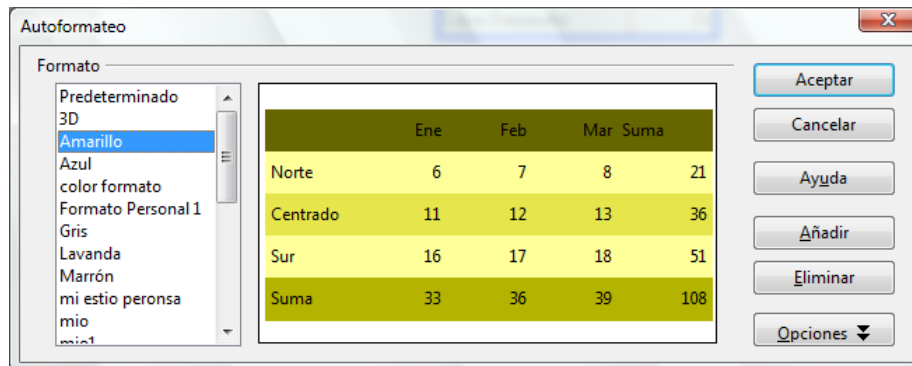 Autoformateo
Formato
Predeterminado
3D
Amarillo
Azul
color formato
Formato Personal 1
Gris
Lavanda
Marrón
mi estio peronsa
mio
mio1
Ene Feb Mar Suma
Norte 6 7 8 21
Centrado 11 12 13 36
Sur 16 17 18 51
Suma 33 36 39 108
Aceptar
Cancelar
Ayuda
Añadir
Eliminar
Opciones